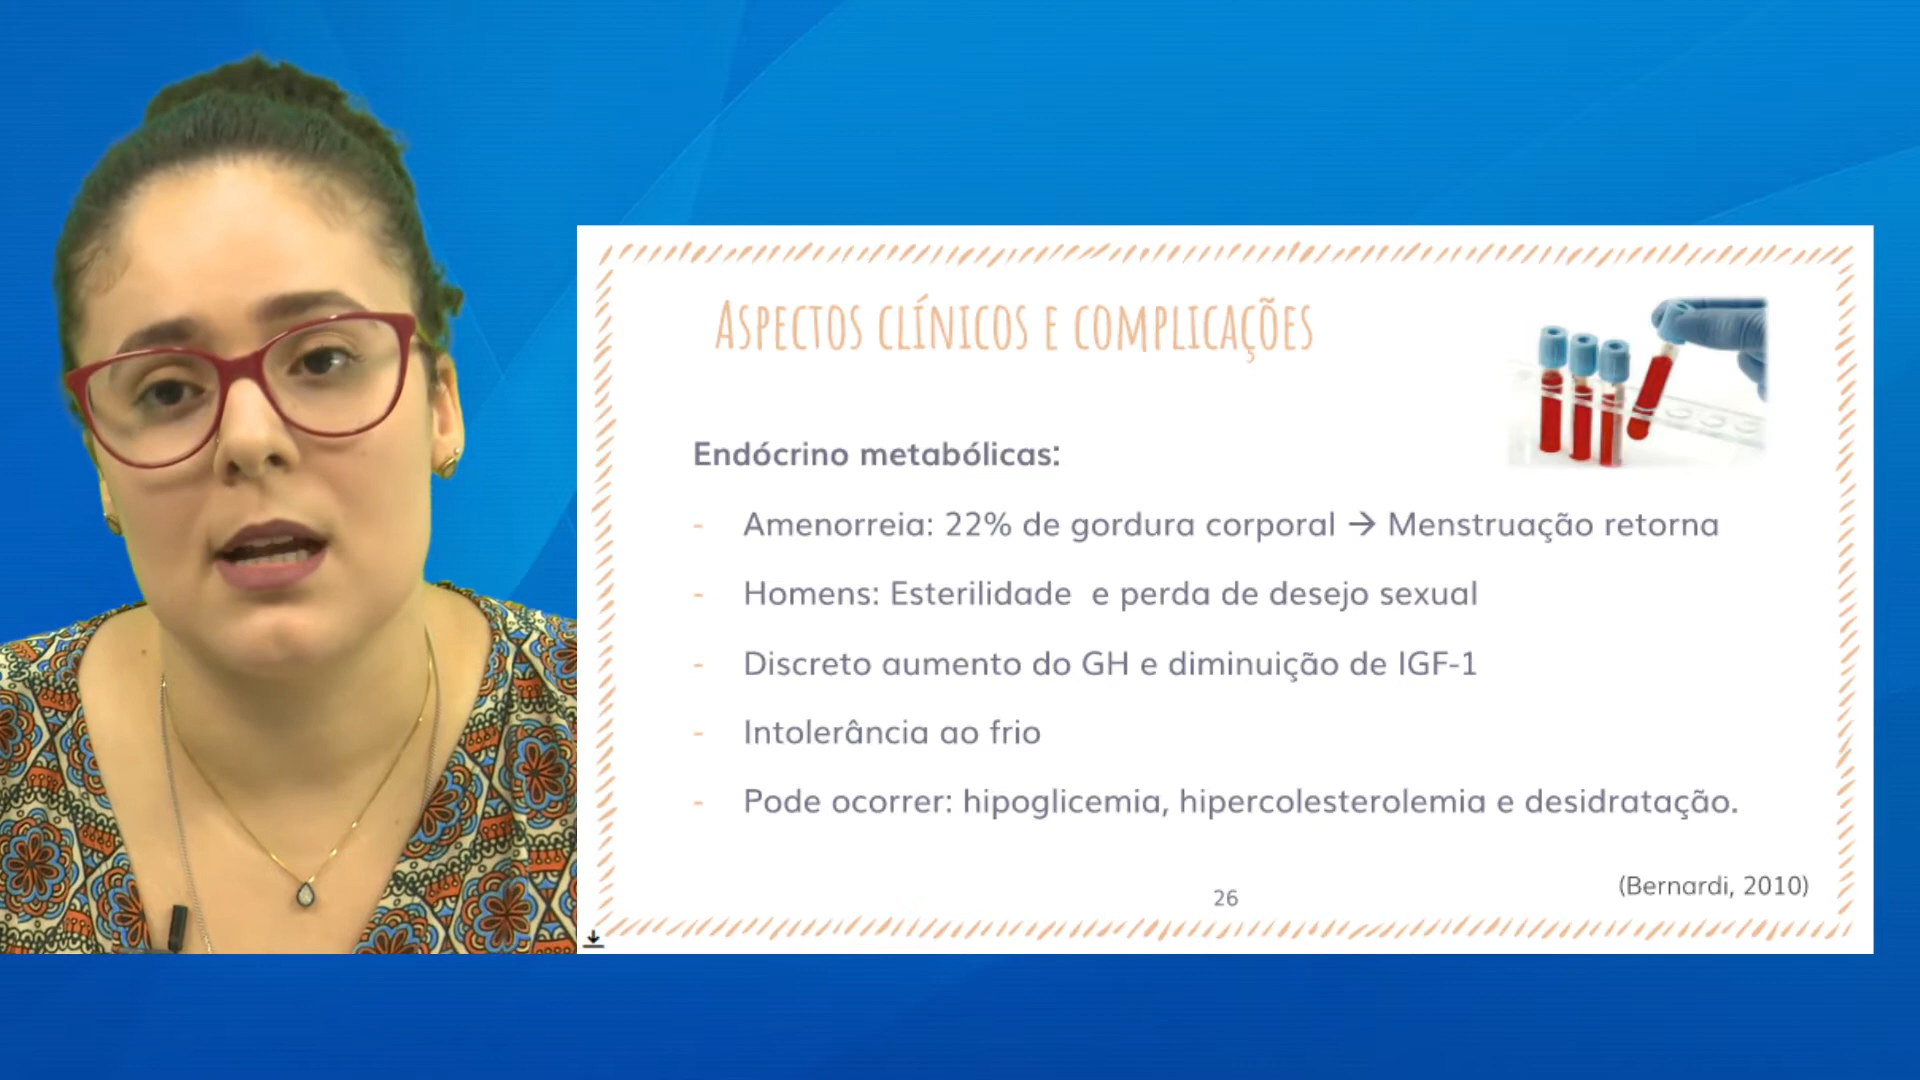 ASPECTOS CLÍNICOS E COMPLICAÇÕES
Endócrino metabólicas:
- Amenorreia: 22% de gordura corporal → Menstruação retorna
- Homens: Esterilidade e perda de desejo sexual
- Discreto aumento do GH e diminuição de IGF-1
- Intolerância ao frio
- Pode ocorrer: hipoglicemia, hipercolesterolemia e desidratação.
(Bernardi, 2010)
26